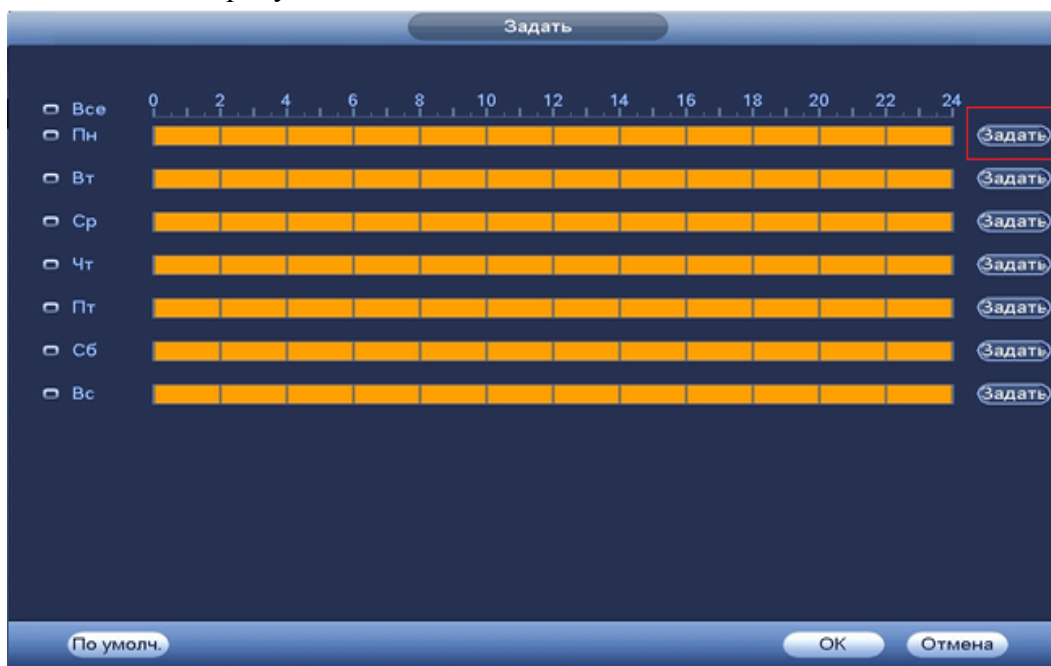 Задать
Все 0 2 4 6 8 10 12 14 16 18 20 22 24
Пн Задать
Вт Задать
Ср Задать
Чт Задать
Пт Задать
Сб Задать
Вс Задать
По умолч. OK Отмена